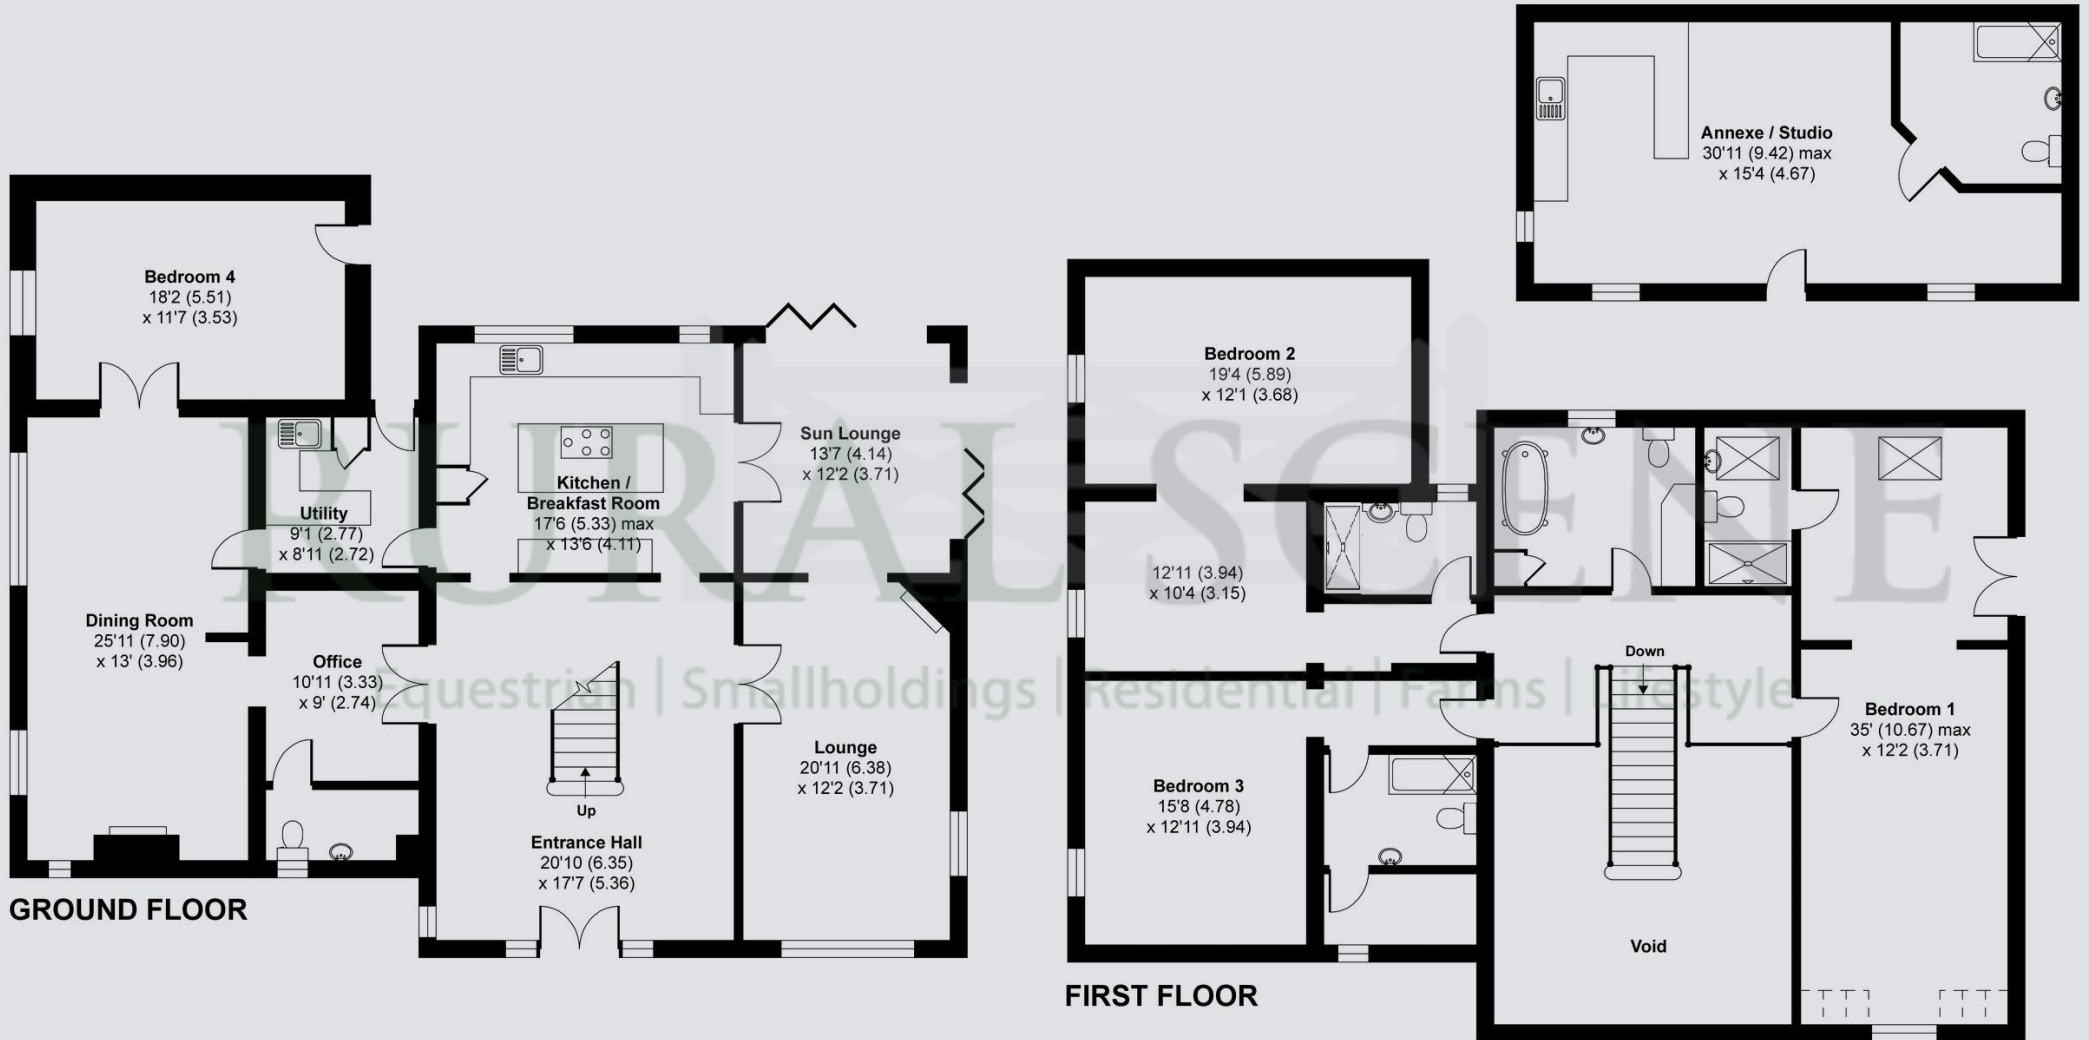 Annexe / Studio
30'11 (9.42) max
x 15'4 (4.67)
Bedroom 4
18'2 (5.51)
x 11'7 (3.53)
Bedroom 2
19'4 (5.89)
x 12'1 (3.68)
Sun Lounge
13'7 (4.14)
x 12'2 (3.71)
Kitchen /
Breakfast Room
17'6 (5.33) max
x 13'6 (4.11)
Utility
9'1 (2.77)
x 8'11 (2.72)
RURAL SCENE
Equestrian | Smallholdings | Residential | Farms | Lifestyle
12'11 (3.94)
x 10'4 (3.15)
Dining Room
25'11 (7.90)
x 13' (3.96)
Office
10'11 (3.33)
x 9' (2.74)
Down
Bedroom 1
35' (10.67) max
x 12'2 (3.71)
Lounge
20'11 (6.38)
x 12'2 (3.71)
Bedroom 3
15'8 (4.78)
x 12'11 (3.94)
Up
Entrance Hall
20'10 (6.35)
x 17'7 (5.36)
Void
GROUND FLOOR
FIRST FLOOR